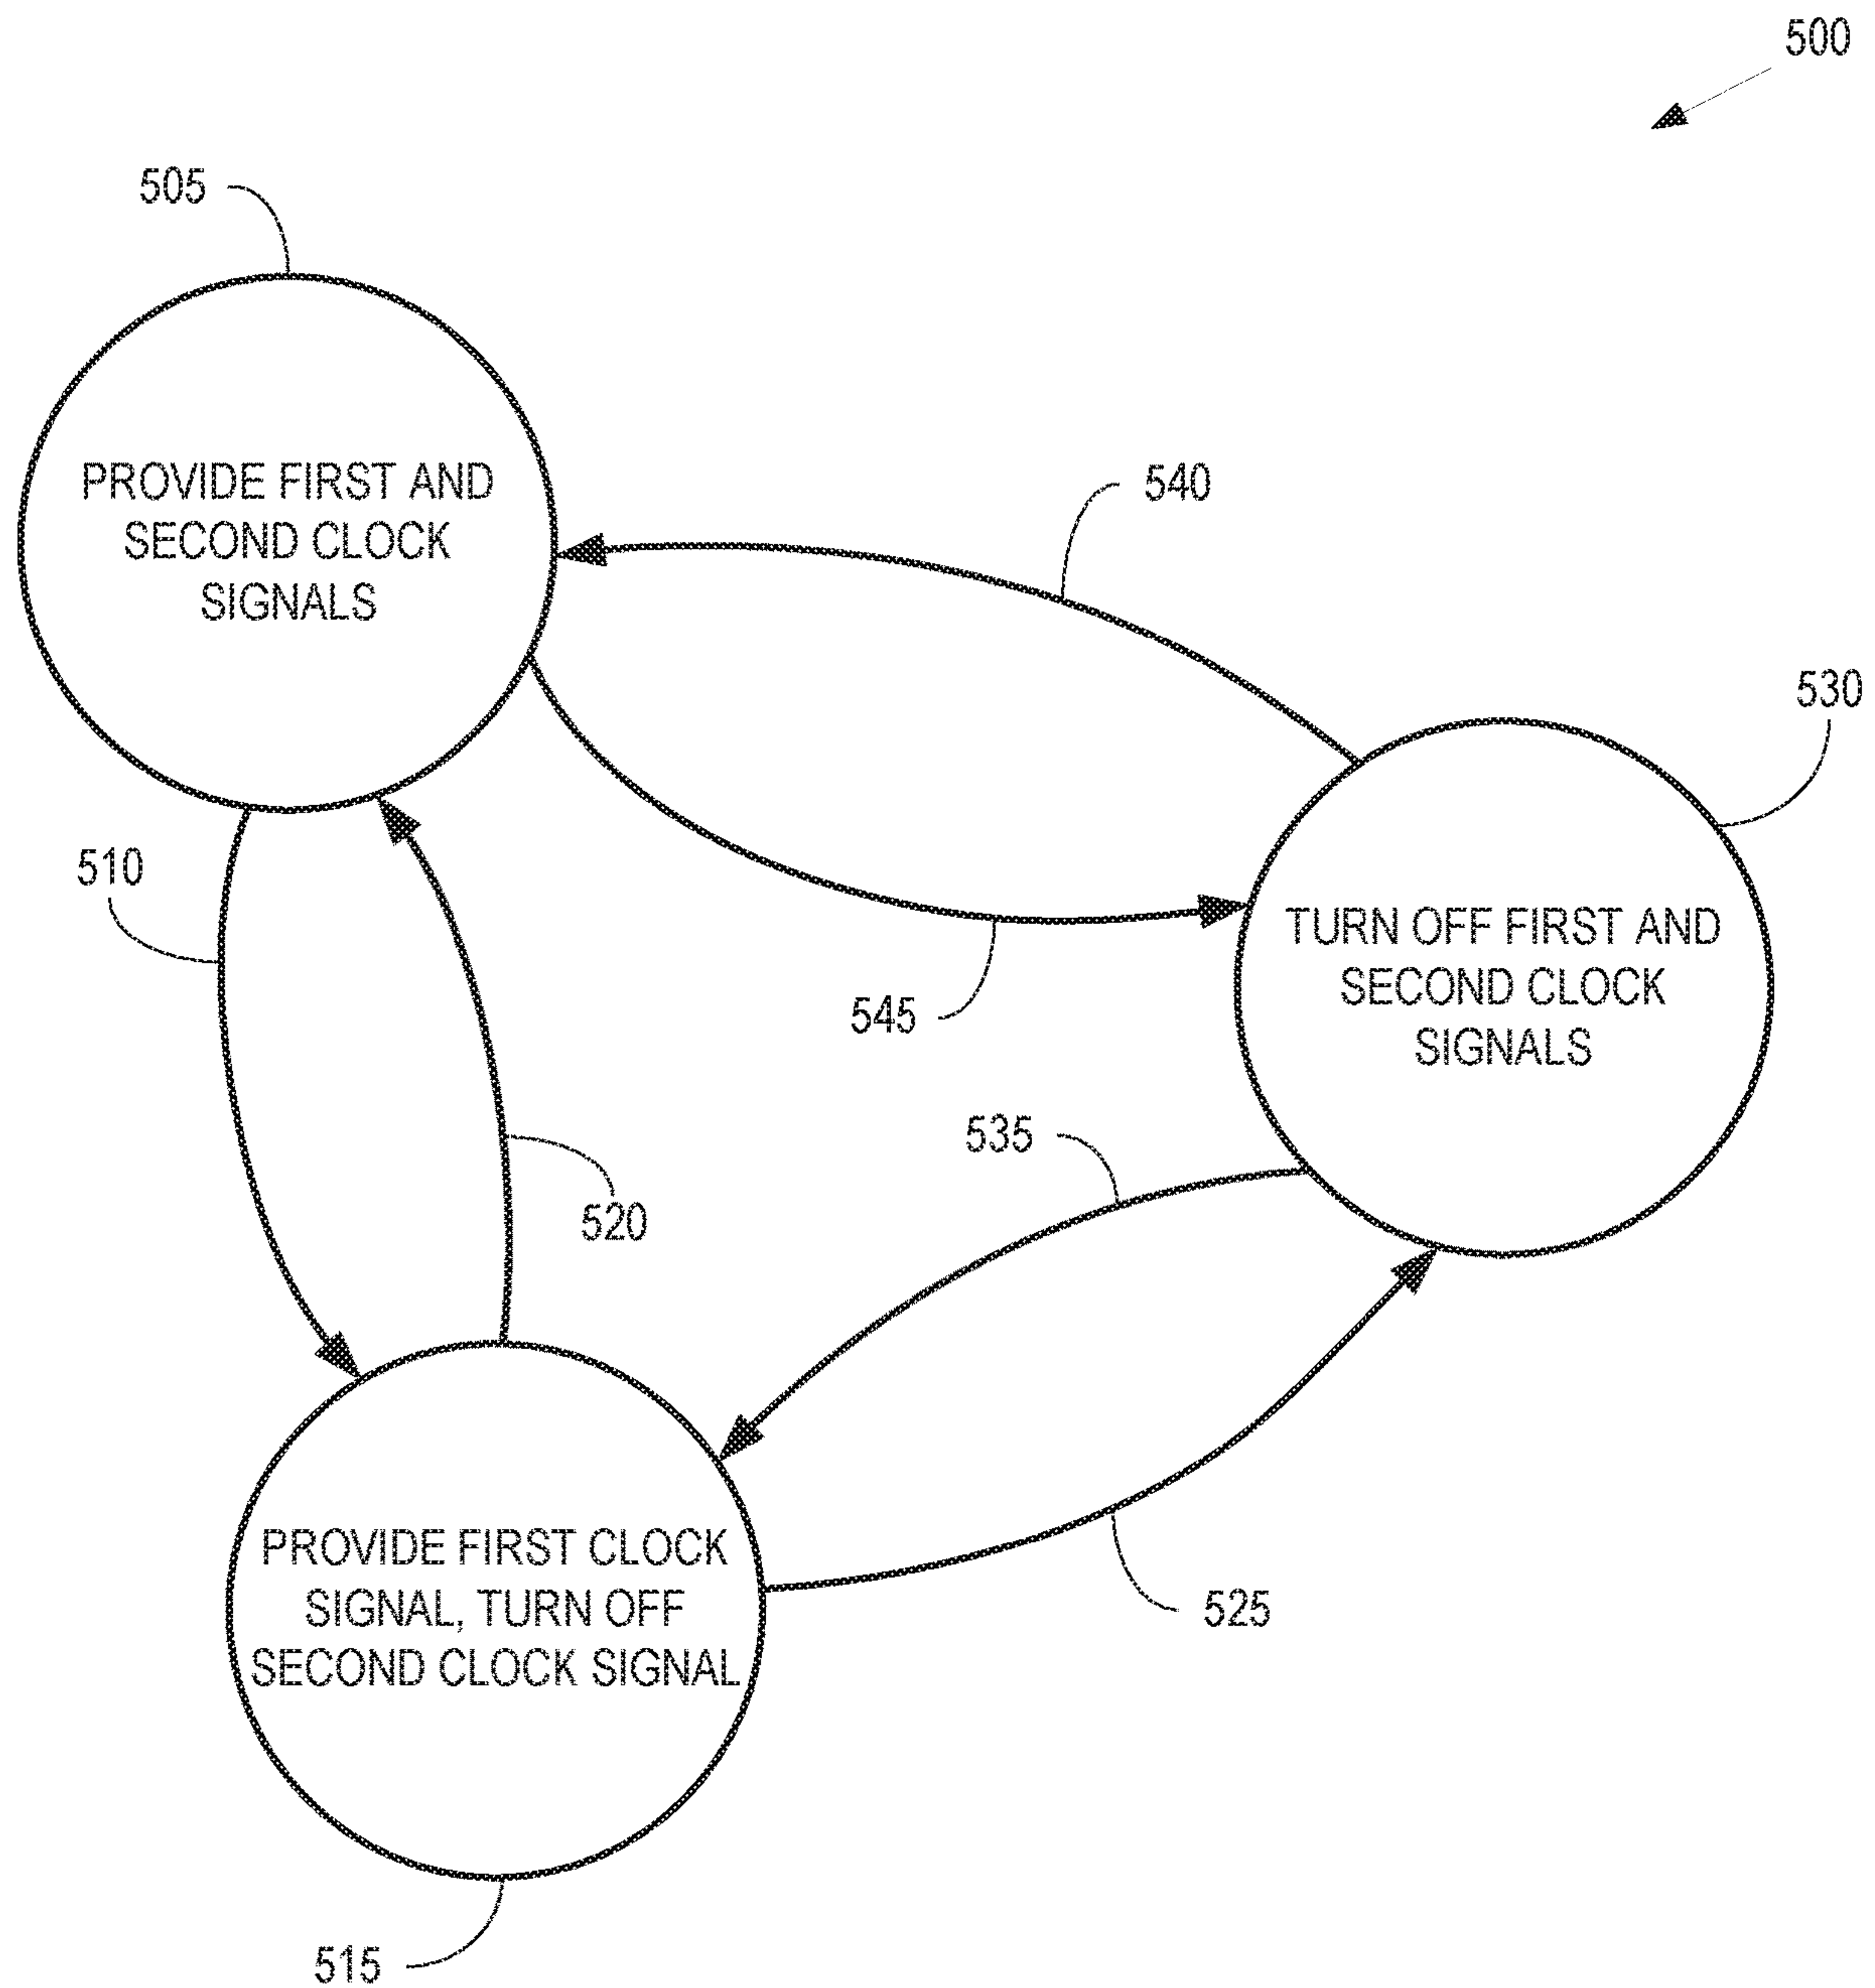 500
505
PROVIDE FIRST AND
SECOND CLOCK
SIGNALS
540
530
510
TURN OFF FIRST AND
SECOND CLOCK
SIGNALS
545
535
520
PROVIDE FIRST CLOCK
SIGNAL, TURN OFF
SECOND CLOCK SIGNAL
525
515